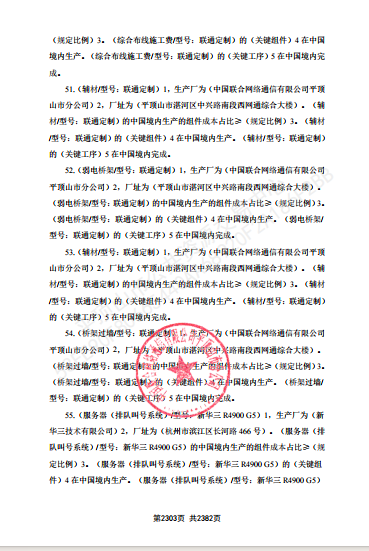 （规定比例）3。（综合布线施工费/型号：联通定制）的（关键组件）4 在中国
境内生产。（综合布线施工费/型号：联通定制）的（关键工序）5 在中国境内完
成。
51.（辅材/型号：联通定制）1，生产厂为（中国联合网络通信有限公司平顶
山市分公司）2，厂址为（平顶山市湛河区中兴路南段西网通综合大楼）。（辅
材/型号：联通定制）的中国境内生产的组件成本占比≥（规定比例）3。（辅材
/型号：联通定制）的（关键组件）4 在中国境内生产。（辅材/型号：联通定制）
的（关键工序）5 在中国境内完成。
52.（弱电桥架/型号：联通定制）1，生产厂为（中国联合网络通信有限公
司平顶山市分公司）2，厂址为（平顶山市湛河区中兴路南段西网通综合大楼）。
（弱电桥架/型号：联通定制）的中国境内生产的组件成本占比≥（规定比例）3。
（弱电桥架/型号：联通定制）的（关键组件）4 在中国境内生产。（弱电桥架/
型号：联通定制）的（关键工序）5 在中国境内完成。
53.（辅材/型号：联通定制）1，生产厂为（中国联合网络通信有限公司平顶
山市分公司）2，厂址为（平顶山市湛河区中兴路南段西网通综合大楼）。（辅
材/型号：联通定制）的中国境内生产的组件成本占比≥（规定比例）3。（辅材
/型号：联通定制）的（关键组件）4 在中国境内生产。（辅材/型号：联通定制）
的（关键工序）5 在中国境内完成。
54.（桥架过墙/型号：联通定制）1，生产厂为（中国联合网络通信有限公司
平顶山市分公司）2，厂址为（平顶山市湛河区中兴路南段西网通综合大楼）。
（桥架过墙/型号：联通定制）的中国境内生产的组件成本占比≥（规定比例）3。
（桥架过墙/型号：联通定制）的（关键组件）4 在中国境内生产。（桥架过墙/
型号：联通定制）的（关键工序）5 在中国境内完成。
55.（服务器（排队叫号系统）/型号：新华三 R4900 G5）1，生产厂为（新
华三技术有限公司）2，厂址为（杭州市滨江区长河路 466 号）。（服务器（排
队叫号系统）/型号：新华三 R4900 G5）的中国境内生产的组件成本占比≥（规
定比例）3。（服务器（排队叫号系统）/型号：新华三 R4900 G5）的（关键组
件）4 在中国境内生产。（服务器（排队叫号系统）/型号：新华三 R4900 G5）
第2303页 共2382页